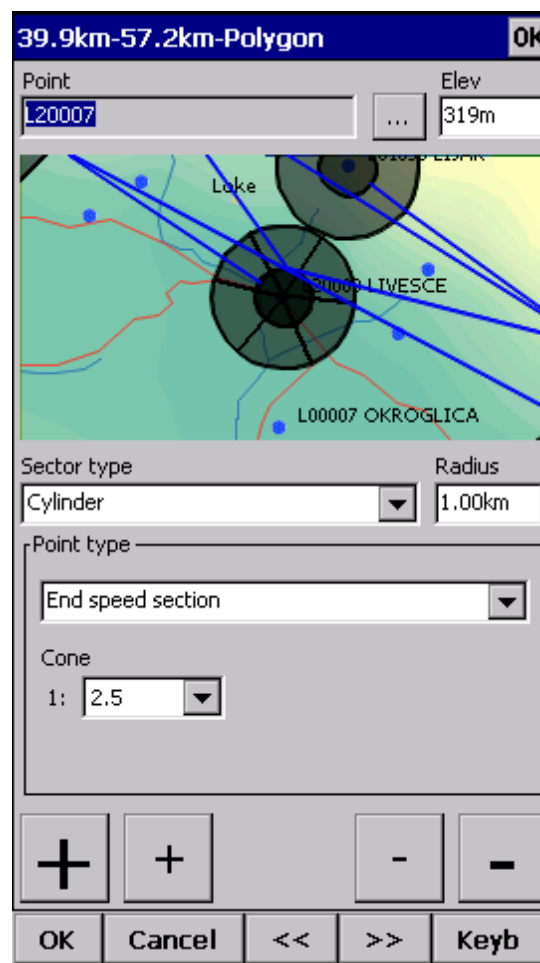 39.9km-57.2km-Polygon OK
Point Elev
L20007 ... 319m
Loke
LIVESCE
L00007 OKROGLICA
Sector type Radius
Cylinder 1.00km
Point type
End speed section
Cone
1: 2.5
+ + - -
OK Cancel << >> Keyb